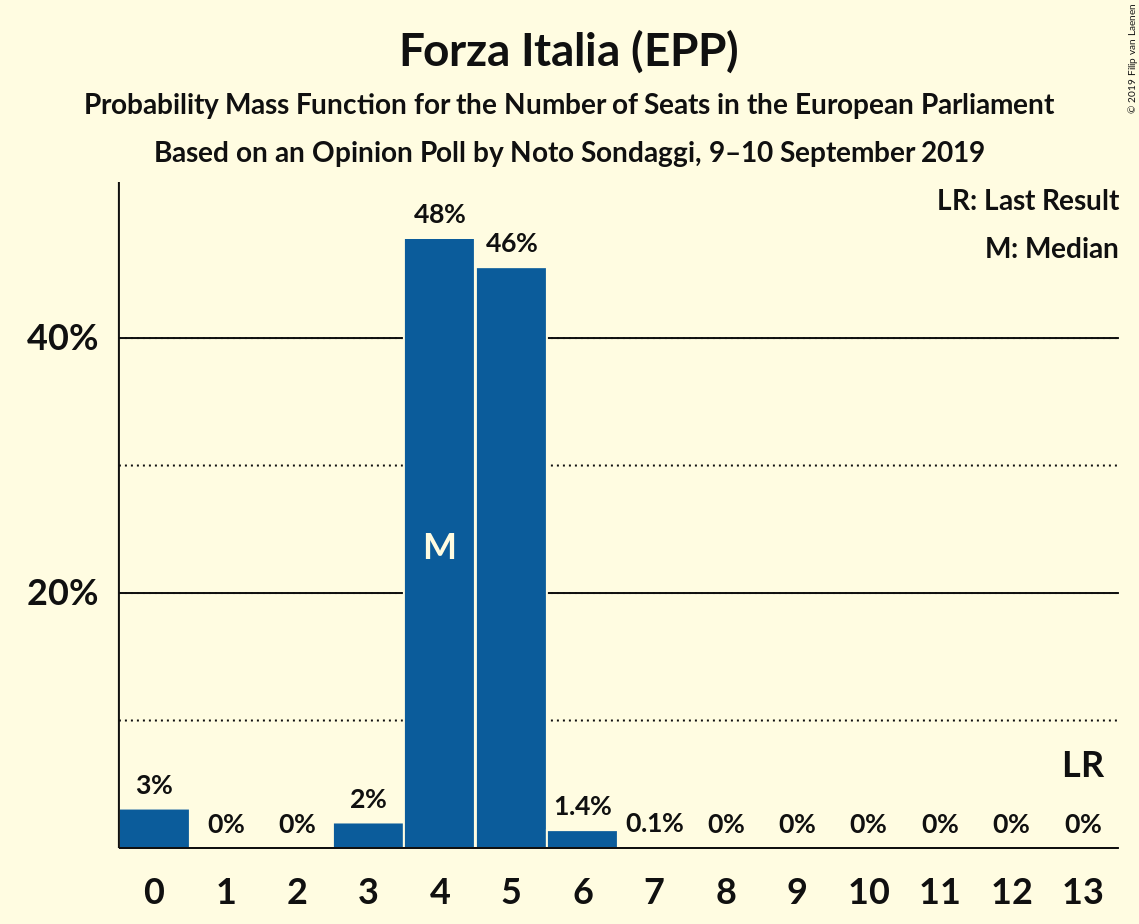 Forza Italia (EPP)
Probability Mass Function for the Number of Seats in the European Parliament
Based on an Opinion Poll by Noto Sondaggi, 9–10 September 2019
© 2019 Filip van Laenen
LR: Last Result
M: Median
40%
20%
3% 0% 0% 2% 48% 46% 1.4% 0.1% 0% 0% 0% 0% 0% 0%
M
LR
0 1 2 3 4 5 6 7 8 9 10 11 12 13